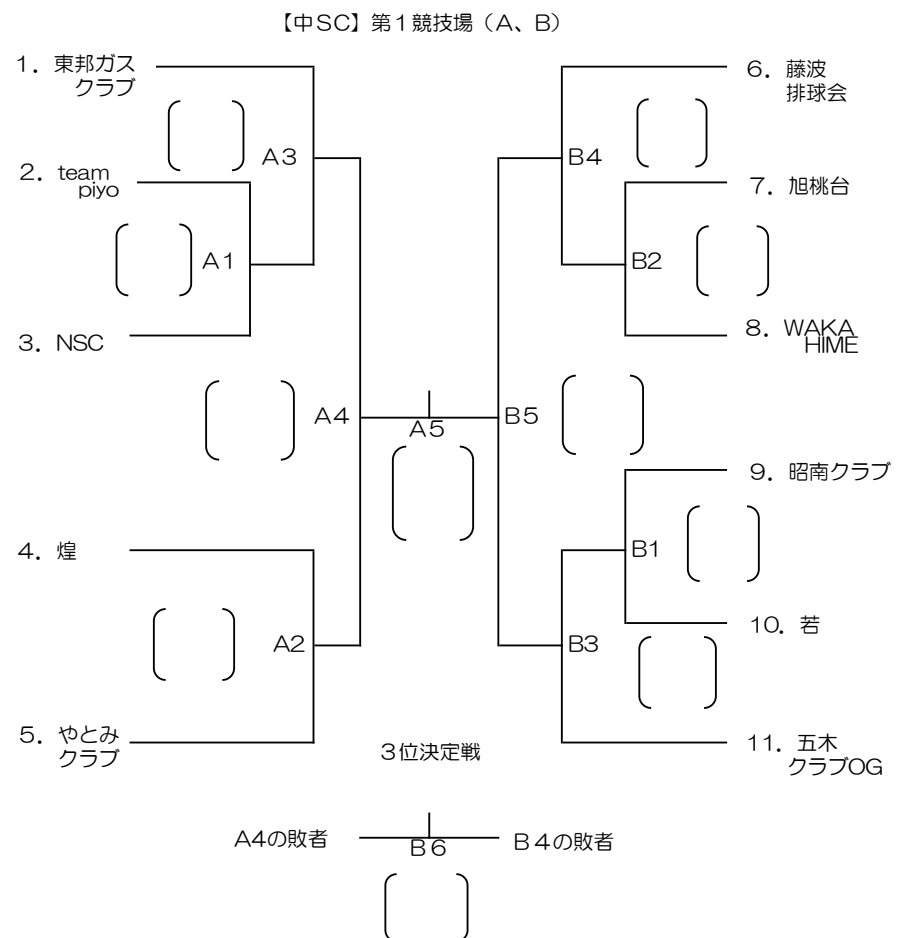 【中SC】第1競技場（A、B）
1．東邦ガス
クラブ
A3
2．team
piyo
A1
3．NSC
A4
4．煌
A2
5．やとみ
クラブ
6．藤波
排球会
B4
7．旭桃台
B2
8．WAKA
HIME
B5
A5
9．昭南クラブ
B1
10．若
B3
11．五木
クラブOG
3位決定戦
A4の敗者
B6
B4の敗者